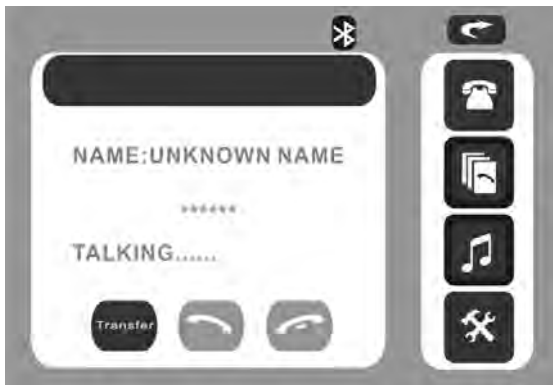 NAME:UNKNOWN NAME
******
TALKING......
Transfer